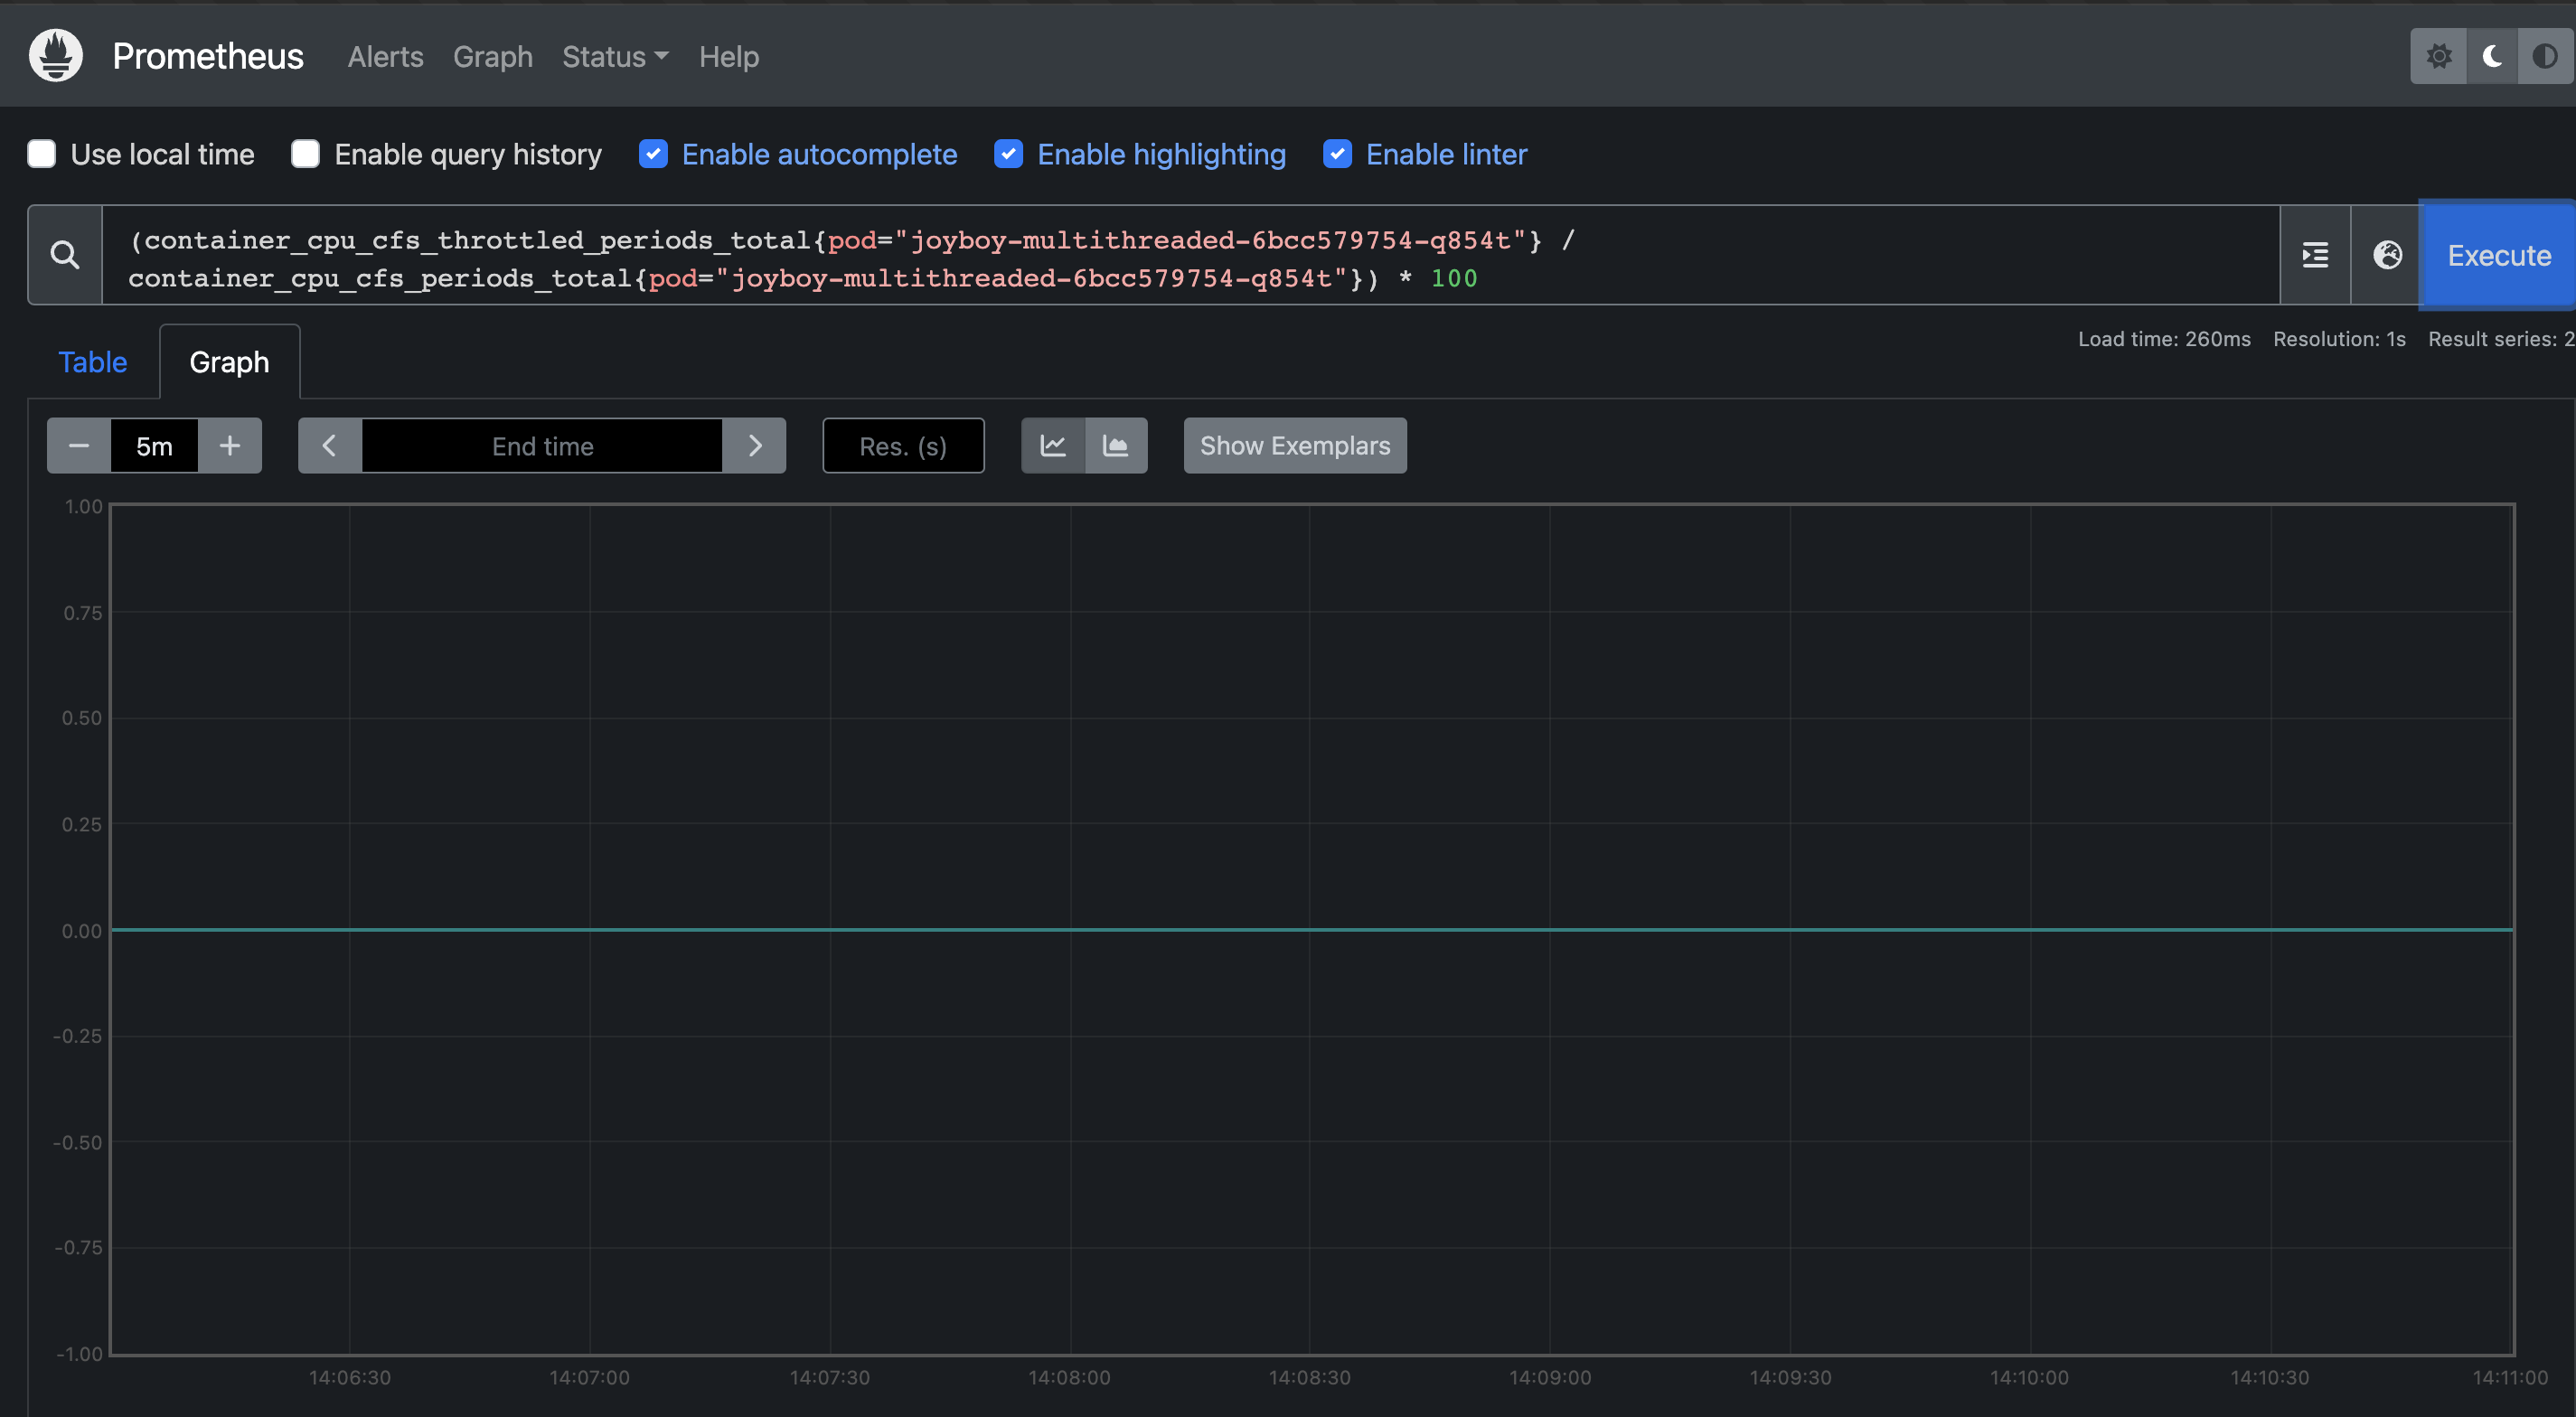 Prometheus Alerts Graph Status Help
Use local time Enable query history Enable autocomplete Enable highlighting Enable linter
(container_cpu_cfs_throttled_periods_total{pod="joyboy-multithreaded-6bcc579754-q854t"} /
container_cpu_cfs_periods_total{pod="joyboy-multithreaded-6bcc579754-q854t"}) * 100
Execute
Load time: 260ms Resolution: 1s Result series: 2
Table Graph
− 5m + End time Res. (s) Show Exemplars
1.00
0.75
0.50
0.25
0.00
-0.25
-0.50
-0.75
-1.00
14:06:30 14:07:00 14:07:30 14:08:00 14:08:30 14:09:00 14:09:30 14:10:00 14:10:30 14:11:00